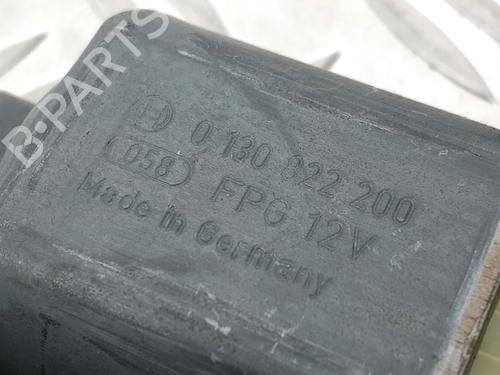 B-PARTS
0 130 822 200
058 FPG 12V
Made in Germany